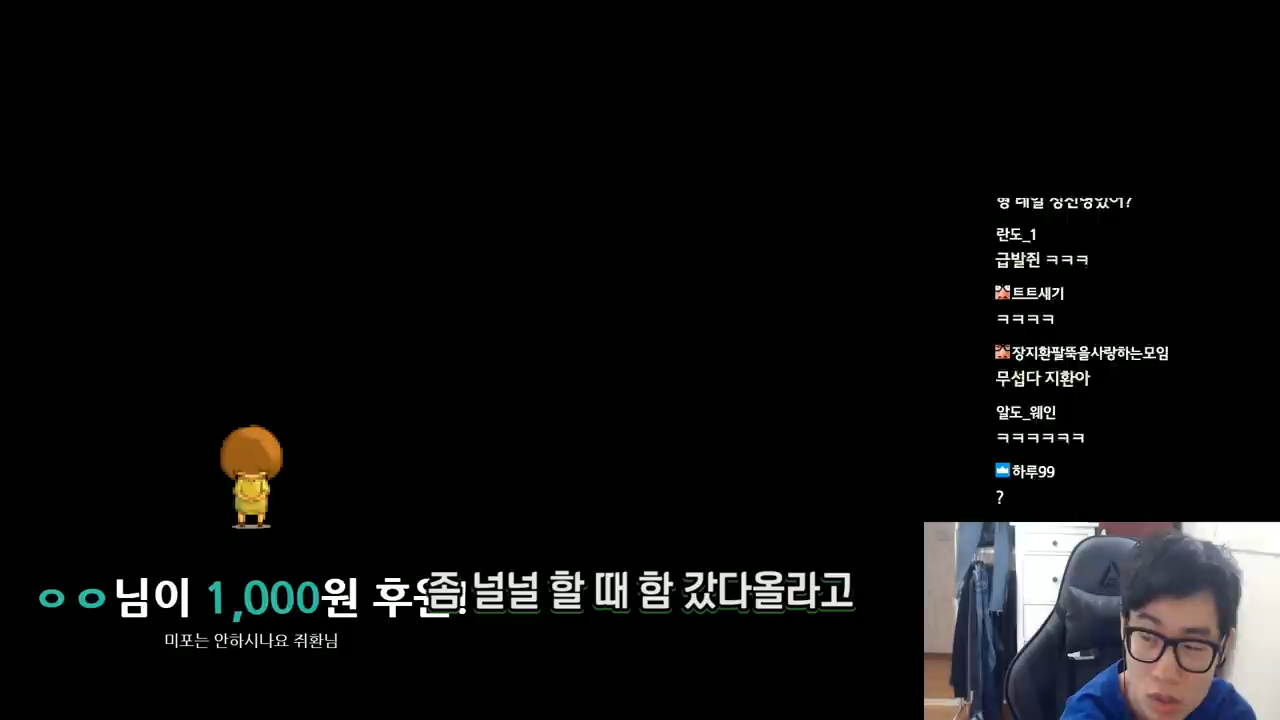 란도_1
급발진 ㅋㅋㅋ
트트새기
ㅋㅋㅋㅋ
장지환팔뚝을사랑하는모임
무섭다 지환아
알도_웨인
ㅋㅋㅋㅋㅋㅋ
하루99
?
ㅇㅇ님이 1,000원 후원!
좀 널널 할 때 함 갔다올라고
미포는 안하시나요 쥐환님